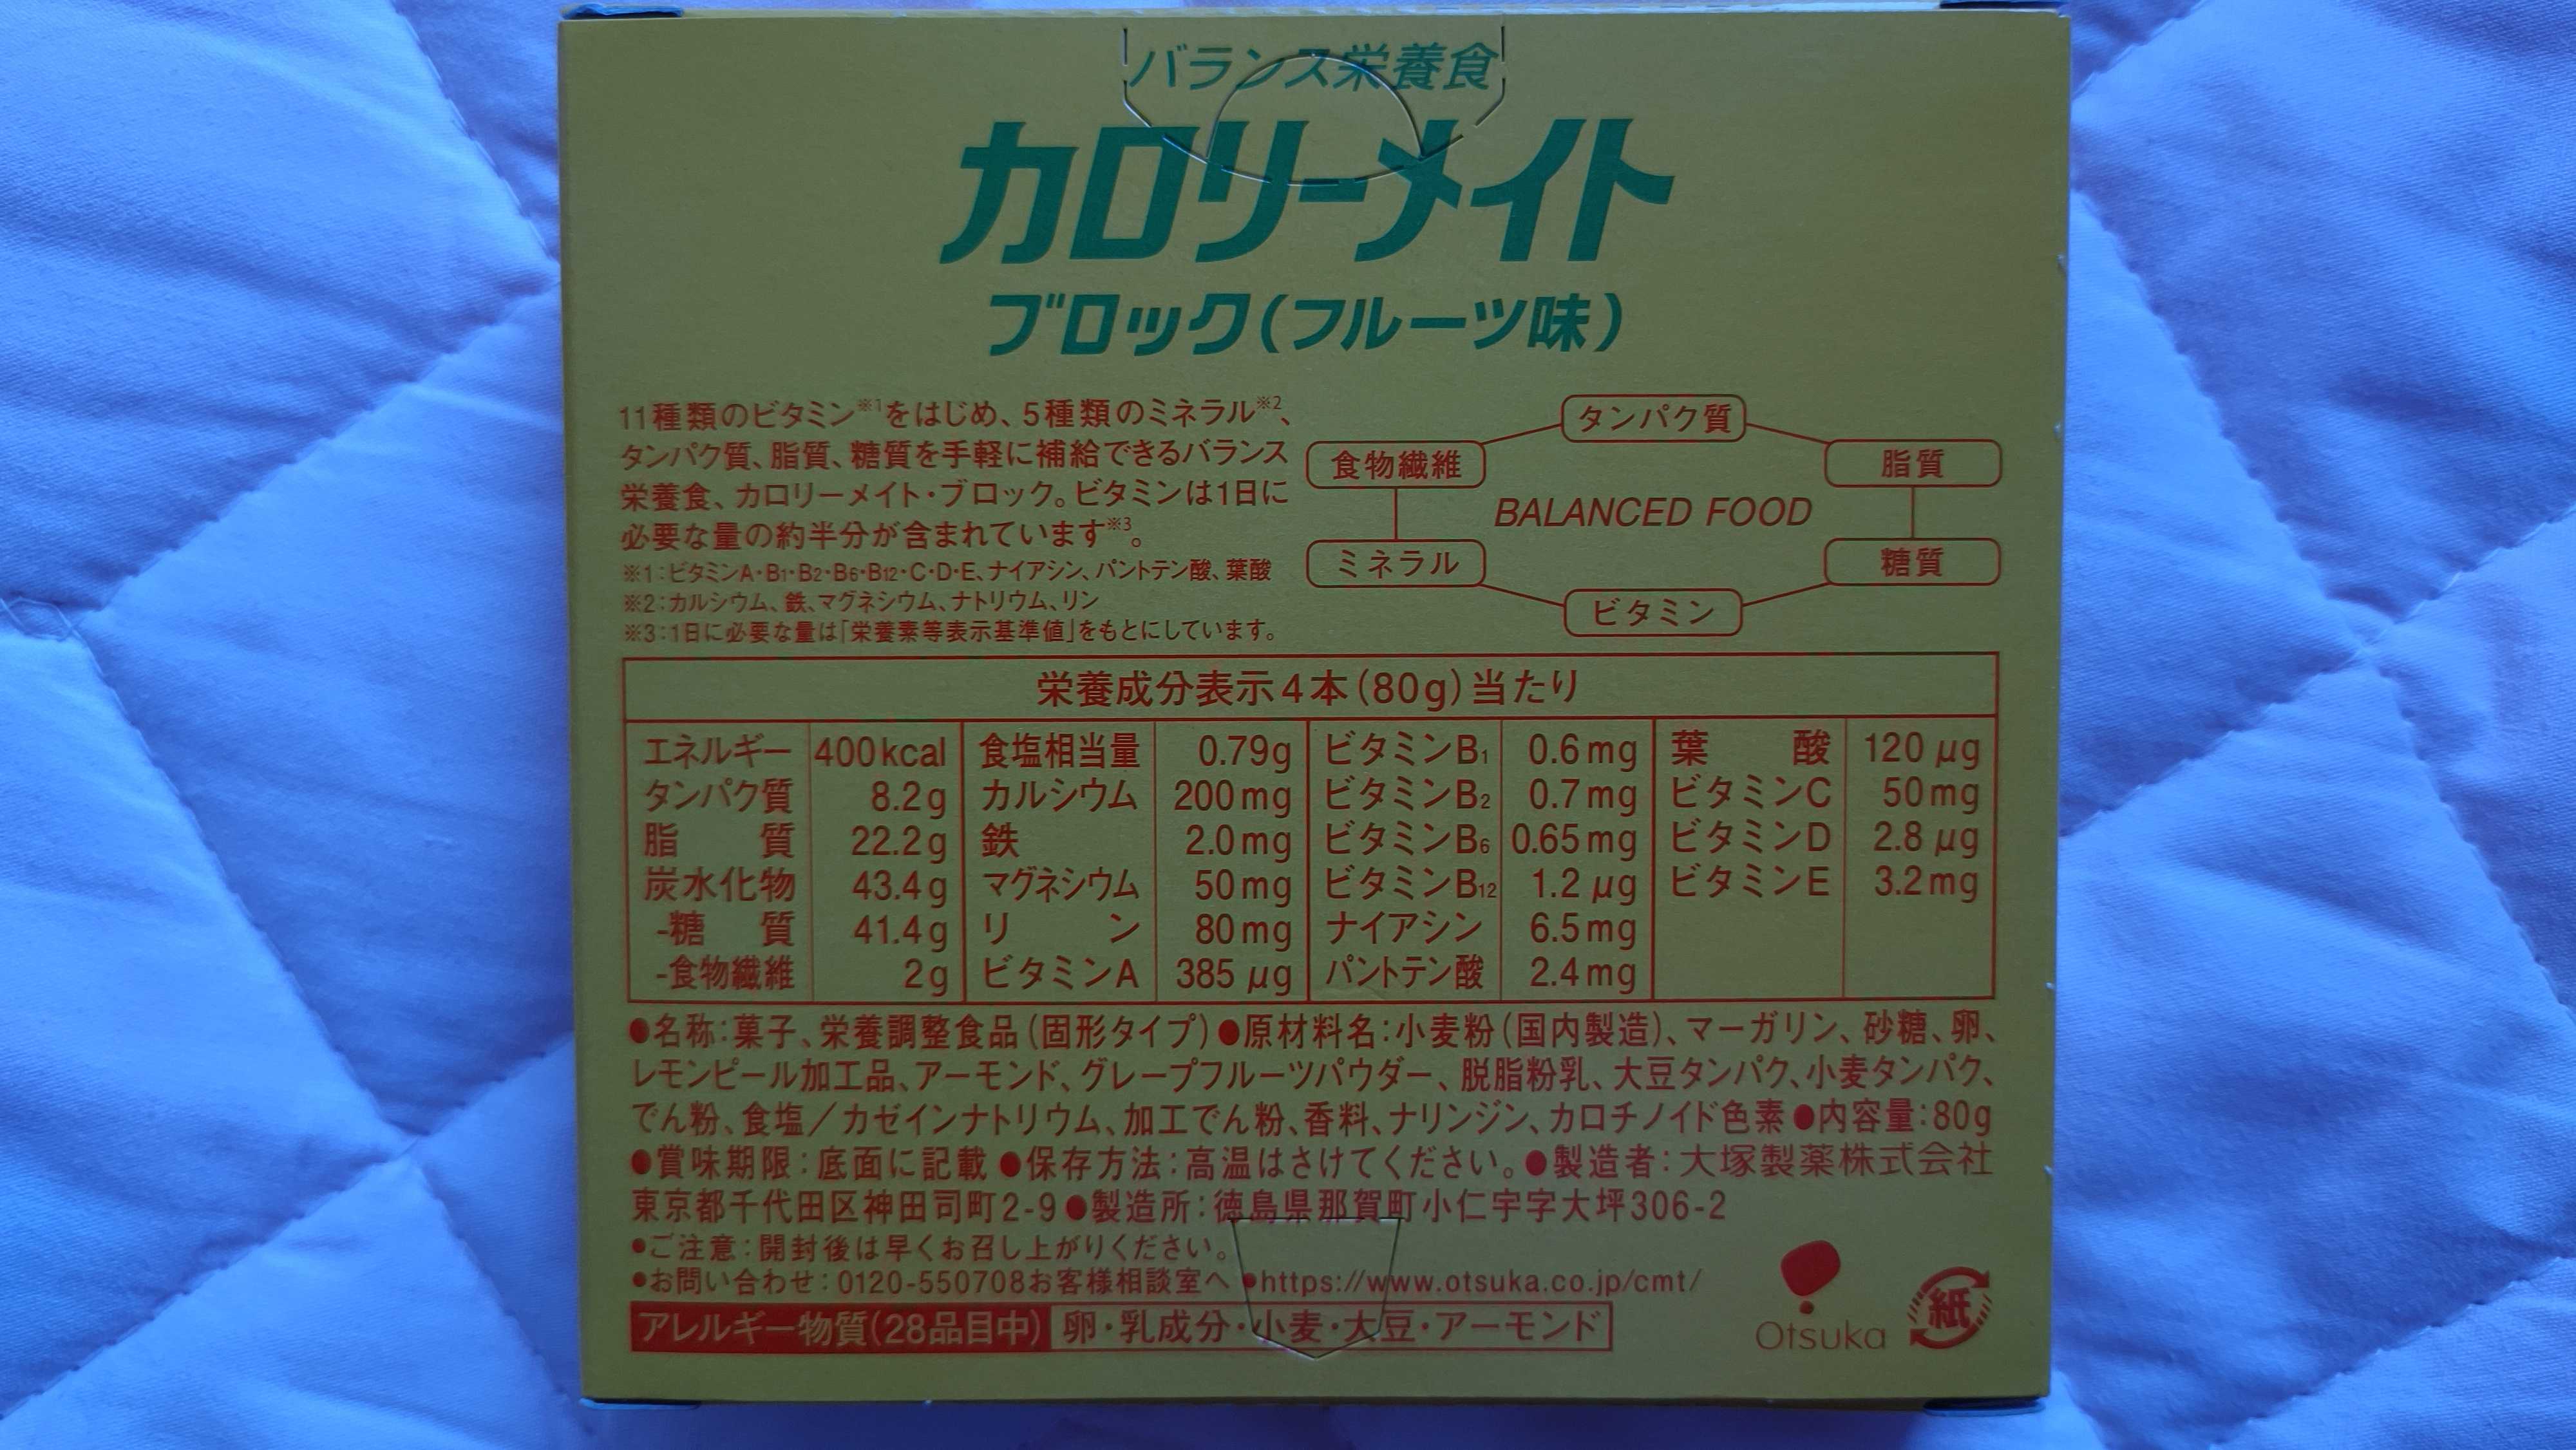 バランス栄養食
カロリーメイト
ブロック(フルーツ味)
11種類のビタミン※1をはじめ、5種類のミネラル※2、
タンパク質、脂質、糖質を手軽に補給できるバランス
栄養食、カロリーメイト・ブロック。ビタミンは1日に
必要な量の約半分が含まれています※3。
※1:ビタミンA・B1・B2・B6・B12・C・D・E、ナイアシン、パントテン酸、葉酸
※2:カルシウム、鉄、マグネシウム、ナトリウム、リン
※3:1日に必要な量は「栄養素等表示基準値」をもとにしています。
タンパク質
食物繊維
脂質
BALANCED FOOD
ミネラル
糖質
ビタミン
栄養成分表示4本(80g)当たり
エネルギー 400kcal 食塩相当量 0.79g ビタミンB1 0.6mg 葉酸 120μg
タンパク質 8.2g カルシウム 200mg ビタミンB2 0.7mg ビタミンC 50mg
脂質 22.2g 鉄 2.0mg ビタミンB6 0.65mg ビタミンD 2.8μg
炭水化物 43.4g マグネシウム 50mg ビタミンB12 1.2μg ビタミンE 3.2mg
-糖質 41.4g リン 80mg ナイアシン 6.5mg
-食物繊維 2g ビタミンA 385μg パントテン酸 2.4mg
●名称:菓子、栄養調整食品(固形タイプ)●原材料名:小麦粉(国内製造)、マーガリン、砂糖、卵、
レモンピール加工品、アーモンド、グレープフルーツパウダー、脱脂粉乳、大豆タンパク、小麦タンパク、
でん粉、食塩/カゼインナトリウム、加工でん粉、香料、ナリンジン、カロチノイド色素●内容量:80g
●賞味期限:底面に記載●保存方法:高温はさけてください。●製造者:大塚製薬株式会社
東京都千代田区神田司町2-9●製造所:徳島県那賀町小仁宇字大坪306-2
●ご注意:開封後は早くお召し上がりください。
●お問い合わせ:0120-550708お客様相談室へ●https://www.otsuka.co.jp/cmt/
アレルギー物質(28品目中) 卵・乳成分・小麦・大豆・アーモンド
Otsuka
紙